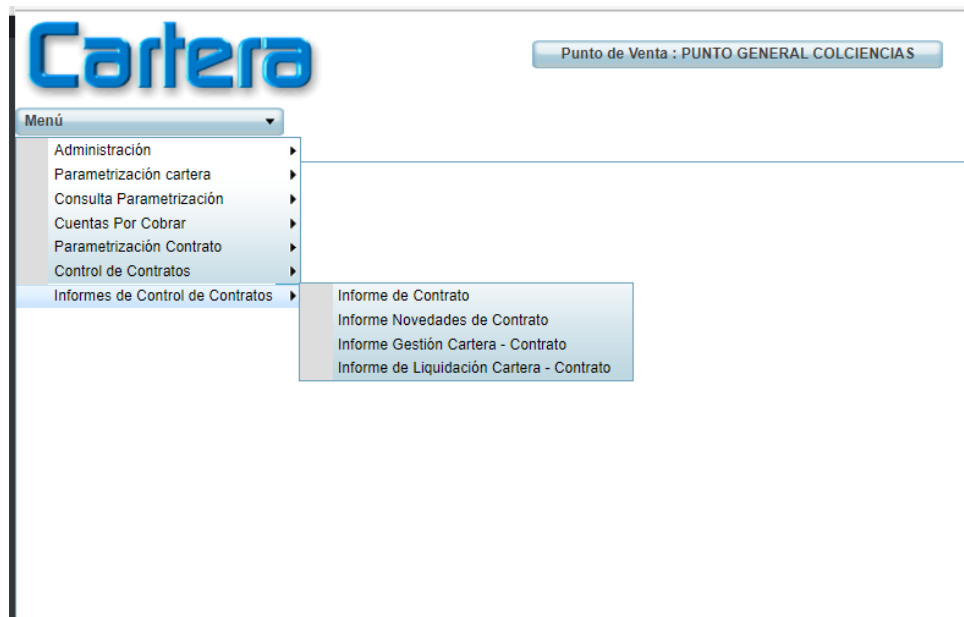 Cartera
Punto de Venta : PUNTO GENERAL COLCIENCIAS
Menú
Administración
Parametrización cartera
Consulta Parametrización
Cuentas Por Cobrar
Parametrización Contrato
Control de Contratos
Informes de Control de Contratos
Informe de Contrato
Informe Novedades de Contrato
Informe Gestión Cartera - Contrato
Informe de Liquidación Cartera - Contrato